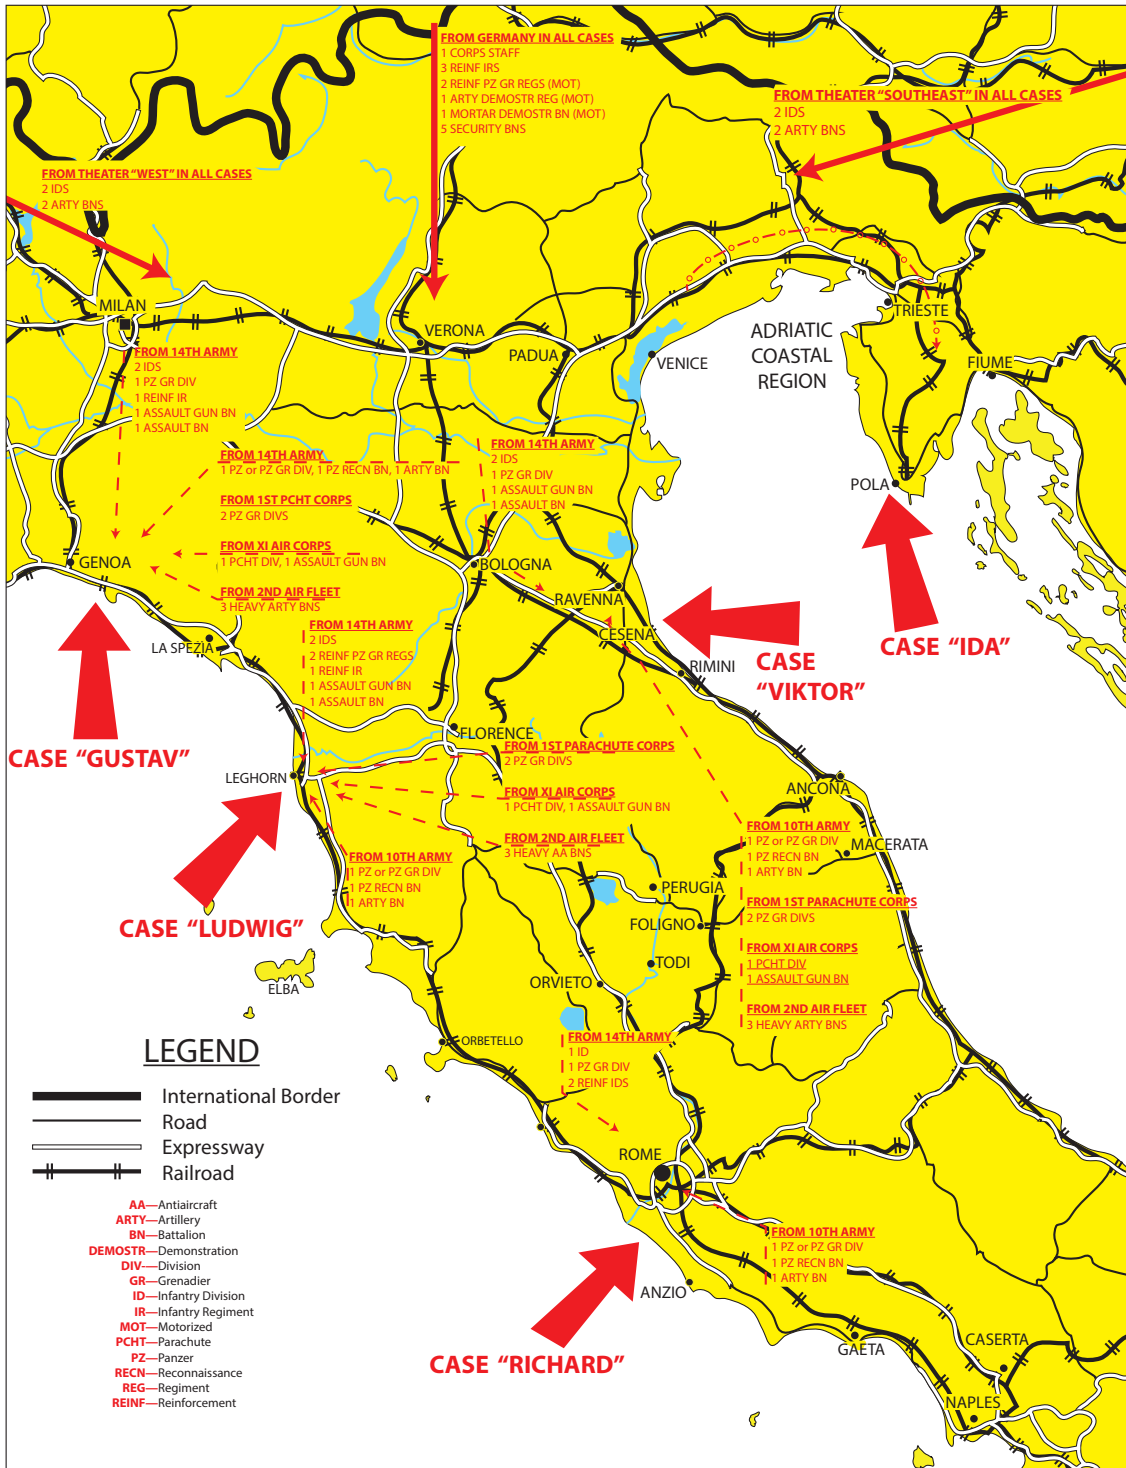 FROM GERMANY IN ALL CASES
1 CORPS STAFF
3 REINF IRS
2 REINF PZ GR REGS (MOT)
1 ARTY DEMOSTR REG (MOT)
1 MORTAR DEMOSTR BN (MOT)
5 SECURITY BNS
FROM THEATER “SOUTHEAST” IN ALL CASES
2 IDS
2 ARTY BNS
FROM THEATER “WEST” IN ALL CASES
2 IDS
2 ARTY BNS
MILAN
VERONA
PADUA
VENICE
ADRIATIC
COASTAL
REGION
TRIESTE
FIUME
POLA
FROM 14TH ARMY
2 IDS
1 PZ GR DIV
1 REINF IR
1 ASSAULT GUN BN
1 ASSAULT BN
FROM 14TH ARMY
1 PZ or PZ GR DIV, 1 PZ RECN BN, 1 ARTY BN
FROM 1ST PCHT CORPS
2 PZ GR DIVS
FROM XI AIR CORPS
1 PCHT DIV, 1 ASSAULT GUN BN
FROM 2ND AIR FLEET
3 HEAVY ARTY BNS
FROM 14TH ARMY
2 IDS
1 PZ GR DIV
1 ASSAULT GUN BN
1 ASSAULT BN
GENOA
BOLOGNA
RAVENNA
CESENA
RIMINI
LA SPEZIA
CASE “IDA”
CASE
“VIKTOR”
CASE “GUSTAV”
FROM 14TH ARMY
2 IDS
2 REINF PZ GR REGS
1 REINF IR
1 ASSAULT GUN BN
1 ASSAULT BN
FLORENCE
LEGHORN
FROM 1ST PARACHUTE CORPS
2 PZ GR DIVS
FROM XI AIR CORPS
1 PCHT DIV, 1 ASSAULT GUN BN
FROM 2ND AIR FLEET
3 HEAVY AA BNS
FROM 10TH ARMY
1 PZ or PZ GR DIV
1 PZ RECN BN
1 ARTY BN
CASE “LUDWIG”
ANCONA
MACERATA
FROM 10TH ARMY
1 PZ or PZ GR DIV
1 PZ RECN BN
1 ARTY BN
FROM 1ST PARACHUTE CORPS
2 PZ GR DIVS
FROM XI AIR CORPS
1 PCHT DIV
1 ASSAULT GUN BN
FROM 2ND AIR FLEET
3 HEAVY ARTY BNS
PERUGIA
FOLIGNO
TODI
ORVIETO
ELBA
ORBETELLO
FROM 14TH ARMY
1 ID
1 PZ GR DIV
2 REINF IDS
ROME
FROM 10TH ARMY
1 PZ or PZ GR DIV
1 PZ RECN BN
1 ARTY BN
ANZIO
GAETA
CASERTA
NAPLES
CASE “RICHARD”
LEGEND
International Border
Road
Expressway
Railroad
AA—Antiaircraft
ARTY—Artillery
BN—Battalion
DEMOSTR—Demonstration
DIV—Division
GR—Grenadier
ID—Infantry Division
IR—Infantry Regiment
MOT—Motorized
PCHT—Parachute
PZ—Panzer
RECN—Reconnaissance
REG—Regiment
REINF—Reinforcement